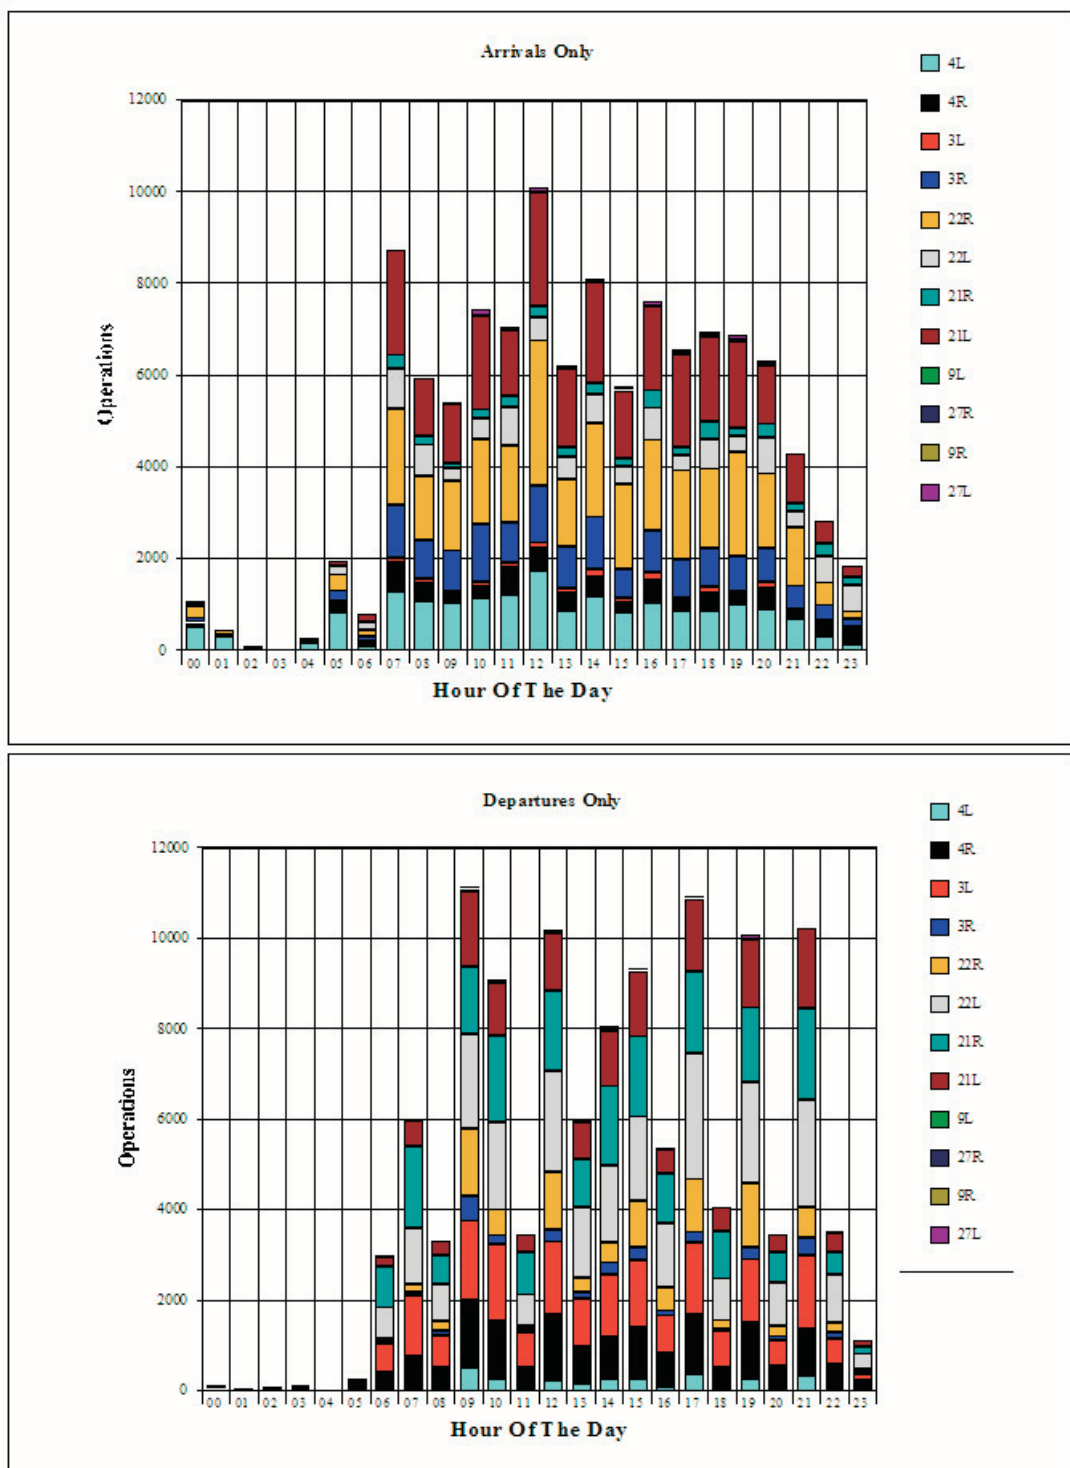 Arrivals Only
12000
10000
8000
6000
4000
2000
0
Operations
00 01 02 03 04 05 06 07 08 09 10 11 12 13 14 15 16 17 18 19 20 21 22 23
Hour Of The Day
4L
4R
3L
3R
22R
22L
21R
21L
9L
27R
9R
27L
Departures Only
12000
10000
8000
6000
4000
2000
0
Operations
00 01 02 03 04 05 06 07 08 09 10 11 12 13 14 15 16 17 18 19 20 21 22 23
Hour Of The Day
4L
4R
3L
3R
22R
22L
21R
21L
9L
27R
9R
27L